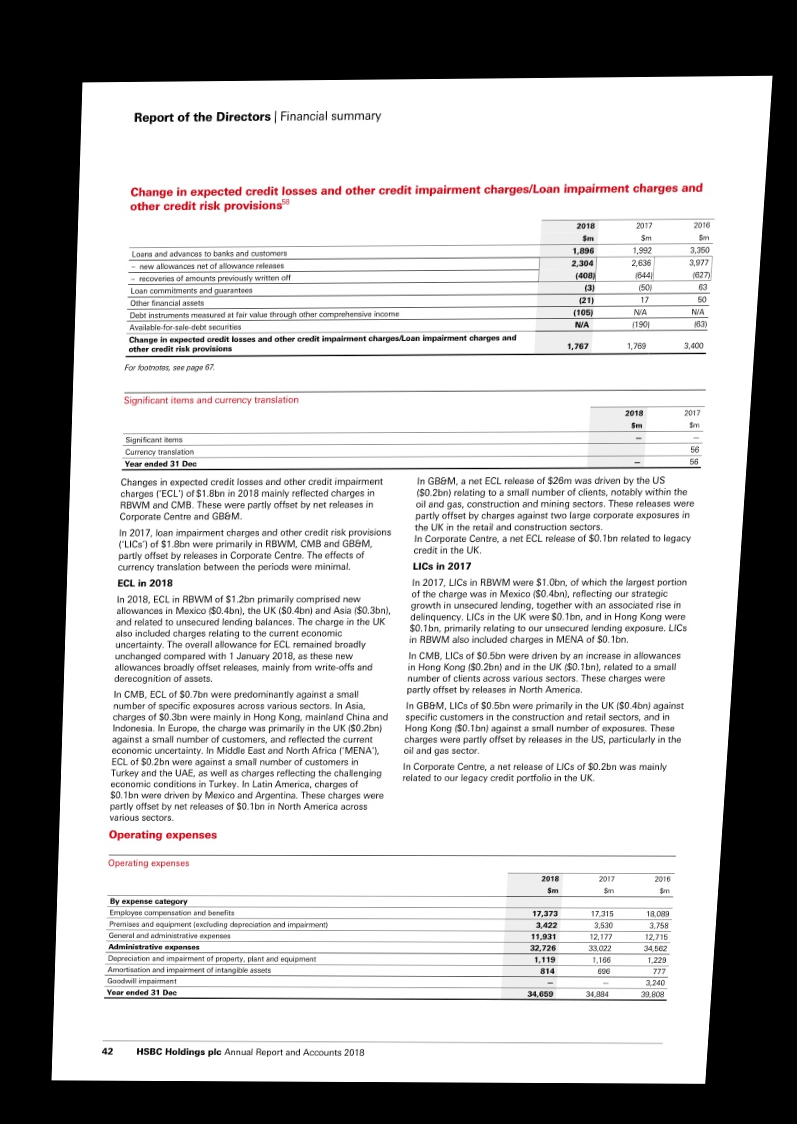 Report of the Directors | Financial summary
Change in expected credit losses and other credit impairment charges/Loan impairment charges and
other credit risk provisions58
2018 2017 2016
$m $m $m
Loans and advances to banks and customers 1,896 1,992 3,350
– new allowances net of allowance releases 2,304 2,636 3,977
– recoveries of amounts previously written off (408) (644) (627)
Loan commitments and guarantees (3) (50) 63
Other financial assets (21) 17 50
Debt instruments measured at fair value through other comprehensive income (105) N/A N/A
Available-for-sale-debt securities N/A (190) (63)
Change in expected credit losses and other credit impairment charges/Loan impairment charges and
other credit risk provisions 1,767 1,769 3,400
For footnotes, see page 67.
Significant items and currency translation
2018 2017
$m $m
Significant items – –
Currency translation 56
Year ended 31 Dec – 56
Changes in expected credit losses and other credit impairment
charges ('ECL') of $1.8bn in 2018 mainly reflected charges in
RBWM and CMB. These were partly offset by net releases in
Corporate Centre and GB&M.
In 2017, loan impairment charges and other credit risk provisions
('LICs') of $1.8bn were primarily in RBWM, CMB and GB&M,
partly offset by releases in Corporate Centre. The effects of
currency translation between the periods were minimal.
ECL in 2018
In 2018, ECL in RBWM of $1.2bn primarily comprised new
allowances in Mexico ($0.4bn), the UK ($0.4bn) and Asia ($0.3bn),
and related to unsecured lending balances. The charge in the UK
also included charges relating to the current economic
uncertainty. The overall allowance for ECL remained broadly
unchanged compared with 1 January 2018, as these new
allowances broadly offset releases, mainly from write-offs and
derecognition of assets.
In CMB, ECL of $0.7bn were predominantly against a small
number of specific exposures across various sectors. In Asia,
charges of $0.3bn were mainly in Hong Kong, mainland China and
Indonesia. In Europe, the charge was primarily in the UK ($0.2bn)
against a small number of customers, and reflected the current
economic uncertainty. In Middle East and North Africa ('MENA'),
ECL of $0.2bn were against a small number of customers in
Turkey and the UAE, as well as charges reflecting the challenging
economic conditions in Turkey. In Latin America, charges of
$0.1bn were driven by Mexico and Argentina. These charges were
partly offset by net releases of $0.1bn in North America across
various sectors.
In GB&M, a net ECL release of $26m was driven by the US
($0.2bn) relating to a small number of clients, notably within the
oil and gas, construction and mining sectors. These releases were
partly offset by charges against two large corporate exposures in
the UK in the retail and construction sectors.
In Corporate Centre, a net ECL release of $0.1bn related to legacy
credit in the UK.
LICs in 2017
In 2017, LICs in RBWM were $1.0bn, of which the largest portion
of the charge was in Mexico ($0.4bn), reflecting our strategic
growth in unsecured lending, together with an associated rise in
delinquency. LICs in the UK were $0.1bn, and in Hong Kong were
$0.1bn, primarily relating to our unsecured lending exposure. LICs
in RBWM also included charges in MENA of $0.1bn.
In CMB, LICs of $0.5bn were driven by an increase in allowances
in Hong Kong ($0.2bn) and in the UK ($0.1bn), related to a small
number of clients across various sectors. These charges were
partly offset by releases in North America.
In GB&M, LICs of $0.5bn were primarily in the UK ($0.4bn) against
specific customers in the construction and retail sectors, and in
Hong Kong ($0.1bn) against a small number of exposures. These
charges were partly offset by releases in the US, particularly in the
oil and gas sector.
In Corporate Centre, a net release of LICs of $0.2bn was mainly
related to our legacy credit portfolio in the UK.
Operating expenses
Operating expenses
2018 2017 2016
$m $m $m
By expense category
Employee compensation and benefits 17,373 17,315 18,089
Premises and equipment (excluding depreciation and impairment) 3,422 3,530 3,758
General and administrative expenses 11,931 12,177 12,715
Administrative expenses 32,726 33,022 34,562
Depreciation and impairment of property, plant and equipment 1,119 1,166 1,229
Amortisation and impairment of intangible assets 814 696 777
Goodwill impairment – – 3,240
Year ended 31 Dec 34,659 34,884 39,808
42 HSBC Holdings plc Annual Report and Accounts 2018